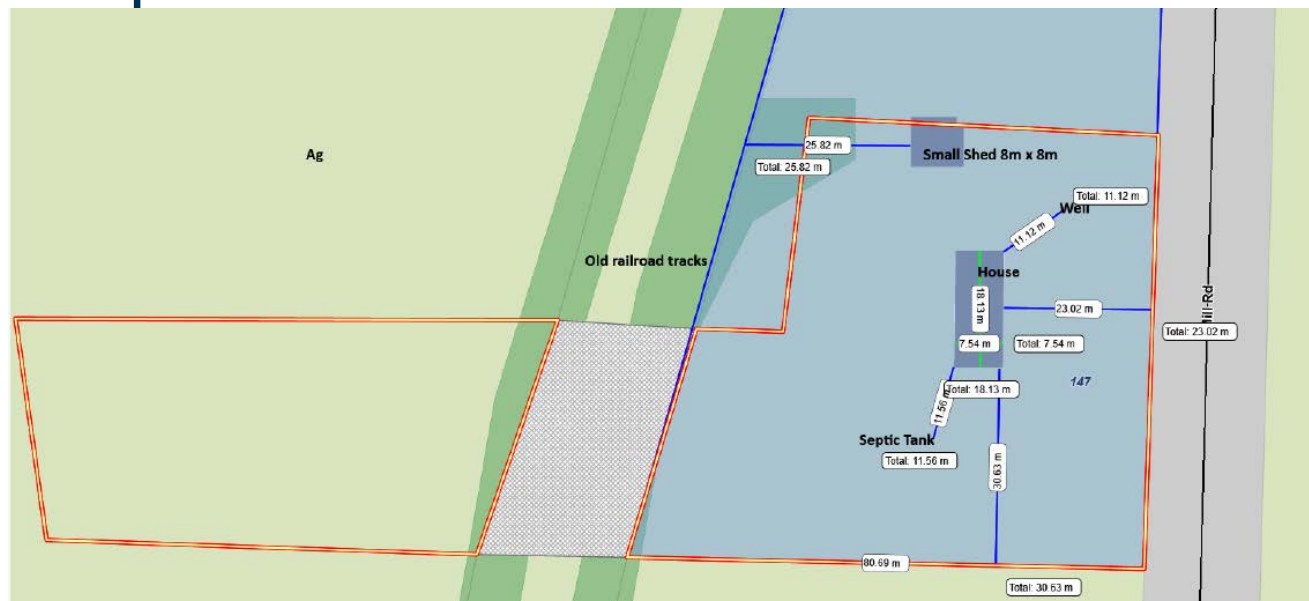 Ag
25.82 m
Small Shed 8m x 8m
Total: 25.82 m
Total: 11.12 m
Well
11.12 m
Old railroad tracks
House
18.13 m
23.02 m
7.54 m
Total: 7.54 m
Total: 23.02 m
147
Total: 18.13 m
11.56 m
Septic Tank
Total: 11.56 m
30.63 m
80.69 m
Total: 30.63 m
Rd